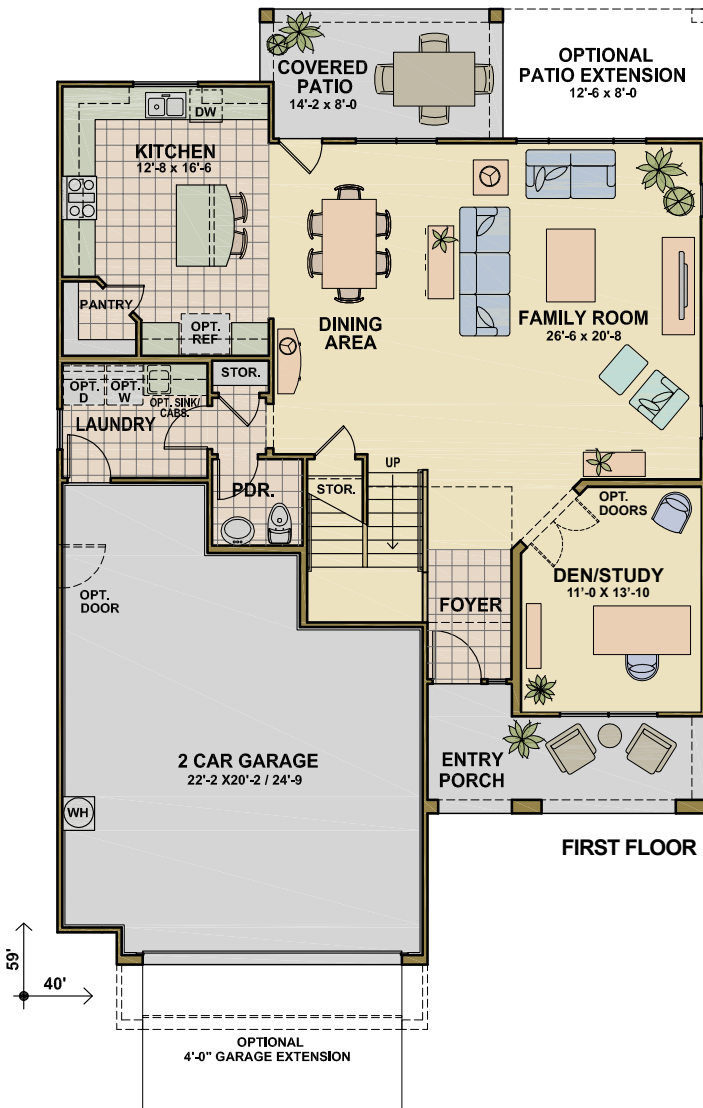 COVERED
PATIO
14'-2 x 8'-0
OPTIONAL
PATIO EXTENSION
12'-6 x 8'-0
DW
KITCHEN
12'-8 x 16'-6
PANTRY
OPT.
REF
DINING
AREA
FAMILY ROOM
26'-6 x 20'-8
STOR.
OPT.
D
OPT.
W
OPT. SINK/
CABS.
LAUNDRY
PDR.
STOR.
UP
OPT.
DOORS
DEN/STUDY
11'-0 X 13'-10
OPT.
DOOR
FOYER
2 CAR GARAGE
22'-2 X20'-2 / 24'-9
ENTRY
PORCH
WH
FIRST FLOOR
59'
40'
OPTIONAL
4'-0" GARAGE EXTENSION